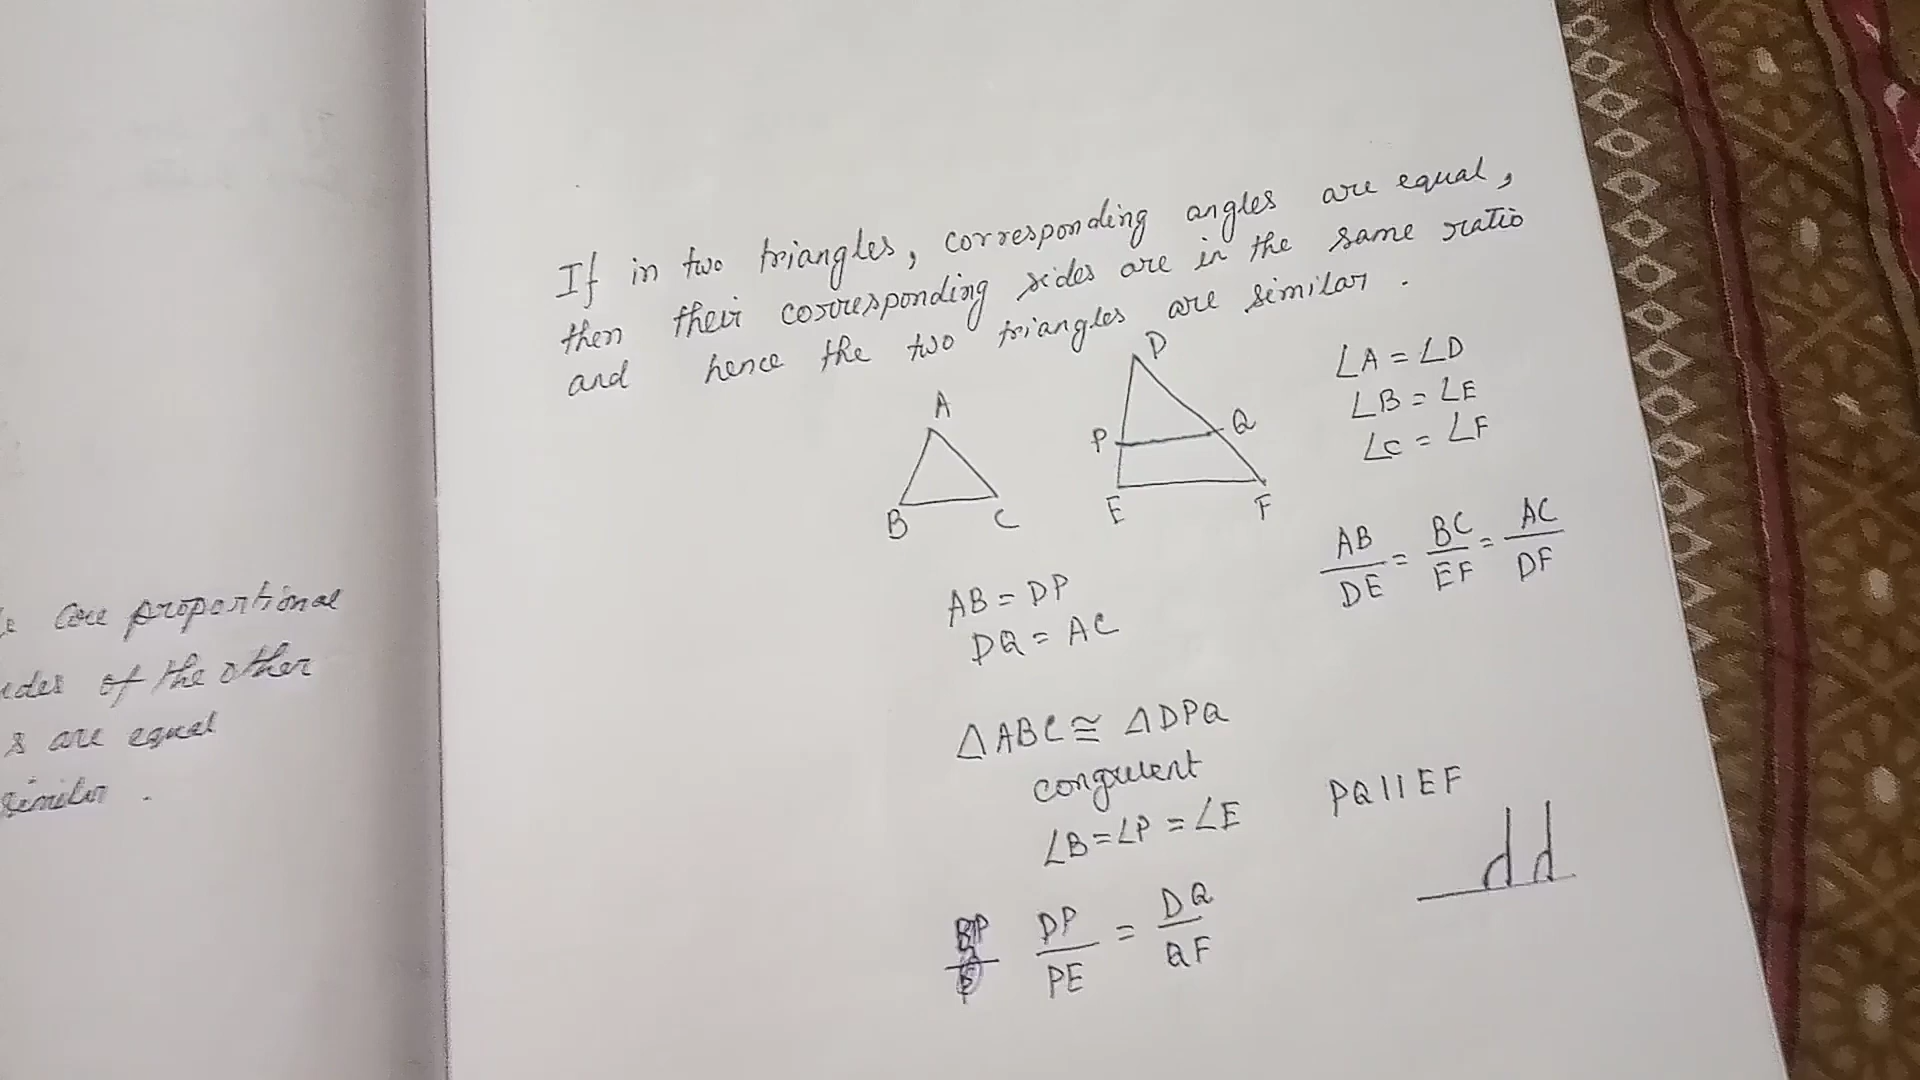 If in two triangles, corresponding angles are equal,
then their corresponding sides are in the same ratio
and hence the two triangles are similar.
A
B
C
D
P
Q
E
F
∠A = ∠D
∠B = ∠E
∠C = ∠F
AB/DE = BC/EF = AC/DF
AB = DP
DQ = AC
△ABC ≅ △DPQ
congruent
∠B = ∠P = ∠E
PQ || EF
DP/PE = DQ/QF
are proportional
of the other
s are equal
similar.